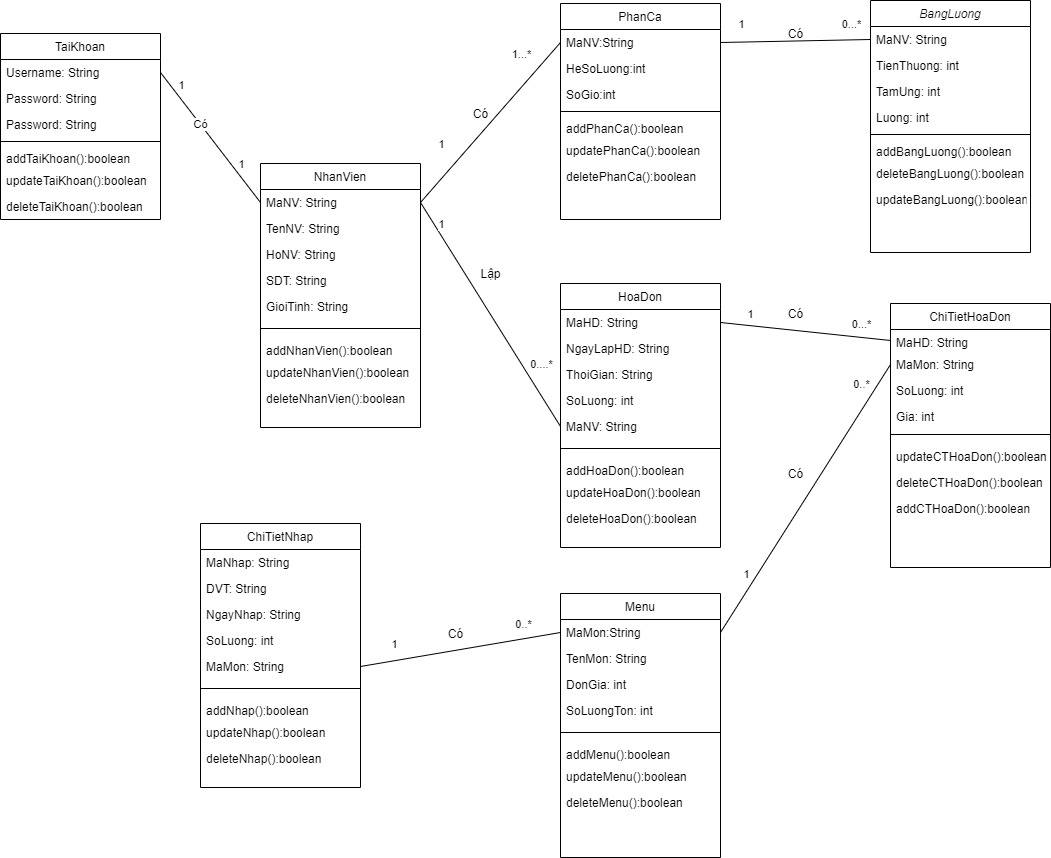 TaiKhoan
Username: String
Password: String
Password: String
addTaiKhoan():boolean
updateTaiKhoan():boolean
deleteTaiKhoan():boolean
1
Có
1
NhanVien
MaNV: String
TenNV: String
HoNV: String
SDT: String
GioiTinh: String
addNhanVien():boolean
updateNhanVien():boolean
deleteNhanVien():boolean
1...*
Có
1
PhanCa
MaNV:String
HeSoLuong:int
SoGio:int
addPhanCa():boolean
updatePhanCa():boolean
deletePhanCa():boolean
1
Có
0...*
BangLuong
MaNV: String
TienThuong: int
TamUng: int
Luong: int
addBangLuong():boolean
deleteBangLuong():boolean
updateBangLuong():boolean
1
Lập
0....*
HoaDon
MaHD: String
NgayLapHD: String
ThoiGian: String
SoLuong: int
MaNV: String
addHoaDon():boolean
updateHoaDon():boolean
deleteHoaDon():boolean
1
Có
0...*
ChiTietHoaDon
MaHD: String
MaMon: String
SoLuong: int
Gia: int
updateCTHoaDon():boolean
deleteCTHoaDon():boolean
addCTHoaDon():boolean
0..*
Có
1
ChiTietNhap
MaNhap: String
DVT: String
NgayNhap: String
SoLuong: int
MaMon: String
addNhap():boolean
updateNhap():boolean
deleteNhap():boolean
1
Có
0..*
Menu
MaMon:String
TenMon: String
DonGia: int
SoLuongTon: int
addMenu():boolean
updateMenu():boolean
deleteMenu():boolean